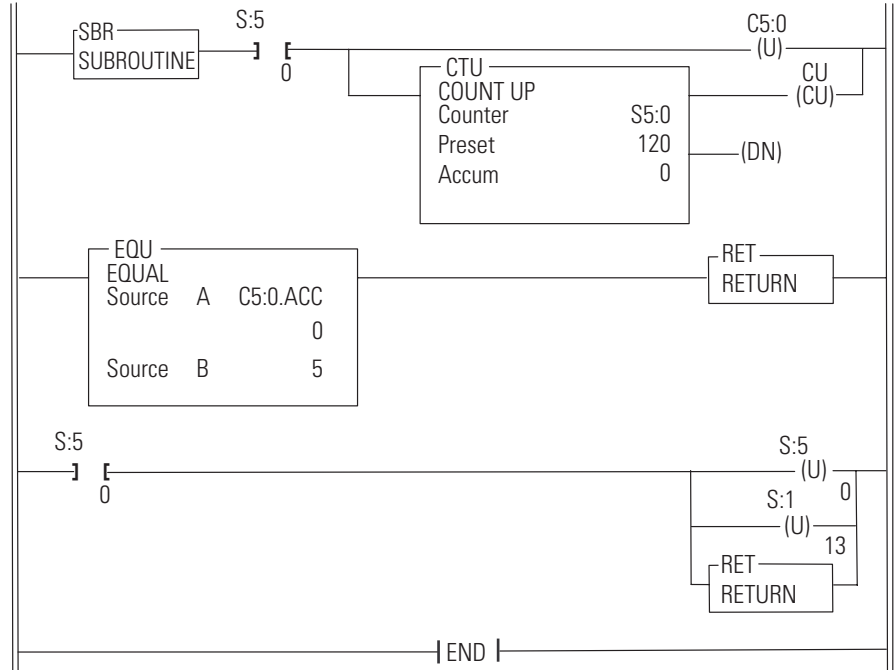 SBR
SUBROUTINE
S:5
] [
0
C5:0
(U)
CTU
COUNT UP
Counter S5:0
Preset 120
Accum 0
CU
(CU)
(DN)
EQU
EQUAL
Source A C5:0.ACC
0
Source B 5
RET
RETURN
S:5
] [
0
S:5
(U)
0
S:1
(U)
13
RET
RETURN
END